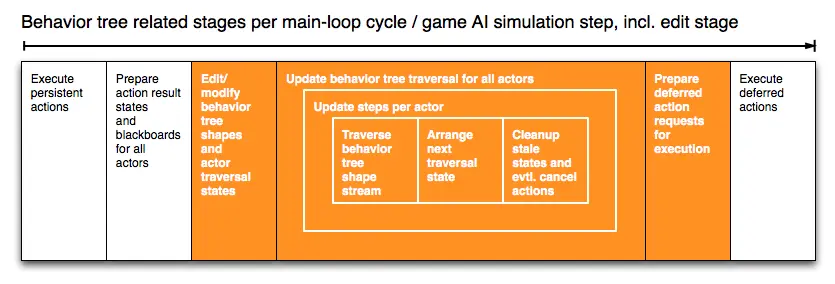 Behavior tree related stages per main-loop cycle / game AI simulation step, incl. edit stage
Execute
persistent
actions
Prepare
action result
states
and
blackboards
for all
actors
Edit/
modify
behavior
tree
shapes
and
actor
traversal
states
Update behavior tree traversal for all actors
Update steps per actor
Traverse
behavior
tree
shape
stream
Arrange
next
traversal
state
Cleanup
stale
states and
evtl. cancel
actions
Prepare
deferred
action
requests
for
execution
Execute
deferred
actions